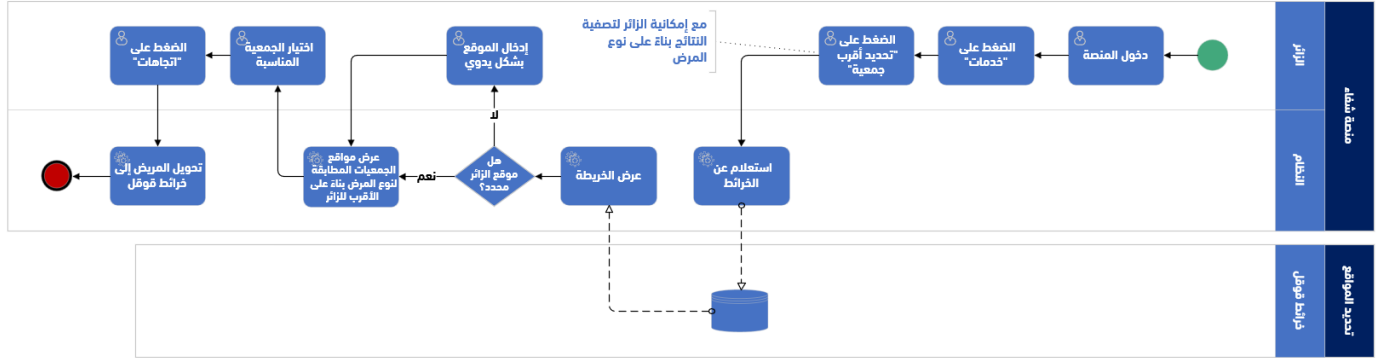 منصة شفاء
الزائر
دخول المنصة
الضغط على
"خدمات"
الضغط على
"تحديد أقرب
جمعية"
مع إمكانية الزائر لتصفية
النتائج بناءً على نوع
المرض
إدخال الموقع
بشكل يدوي
اختيار الجمعية
المناسبة
الضغط على
"اتجاهات"
النظام
استعلام عن
الخرائط
عرض الخريطة
هل
موقع الزائر
محدد؟
لا
نعم
عرض مواقع
الجمعيات المطابقة
لنوع المرض بناءً على
الأقرب للزائر
تحويل المريض إلى
خرائط قوقل
تحديد المواقع
خرائط قوقل